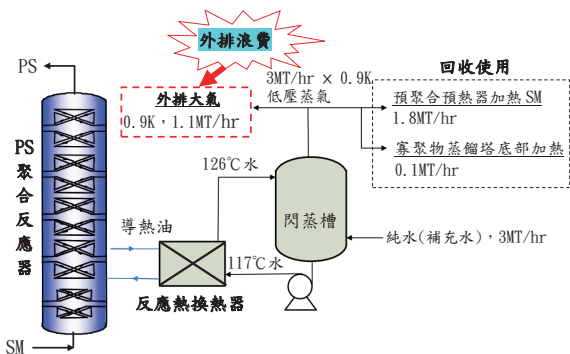 外排浪費
PS
3MT/hr × 0.9K
低壓蒸氣
回收使用
外排大氣
0.9K，1.1MT/hr
預聚合預熱器加熱 SM
1.8MT/hr
寡聚物蒸餾塔底部加熱
0.1MT/hr
PS聚合反應器
126℃水
導熱油
閃蒸槽
純水(補充水)，3MT/hr
117℃水
反應熱換熱器
SM